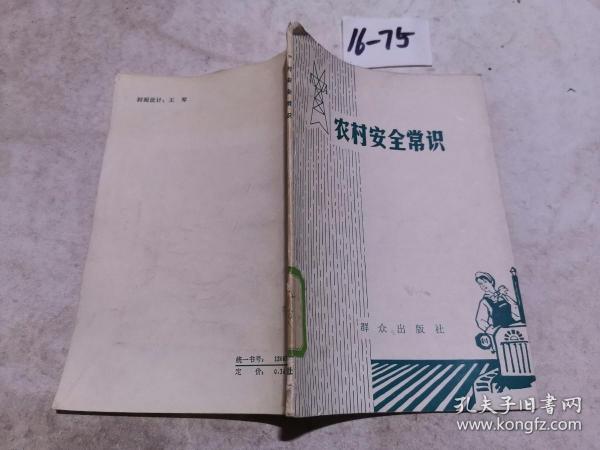 16-75
封面设计：王 琴
农村安全常识
群众出版社
统一书号：
定 价：
孔夫子旧书网
www.kongfz.com